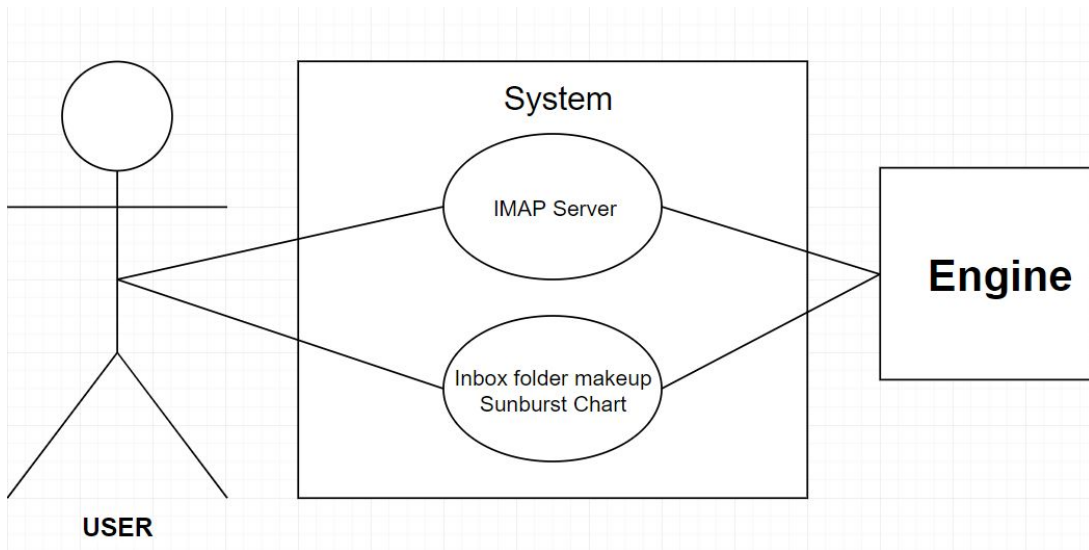 System
IMAP Server
Engine
Inbox folder makeup
Sunburst Chart
USER